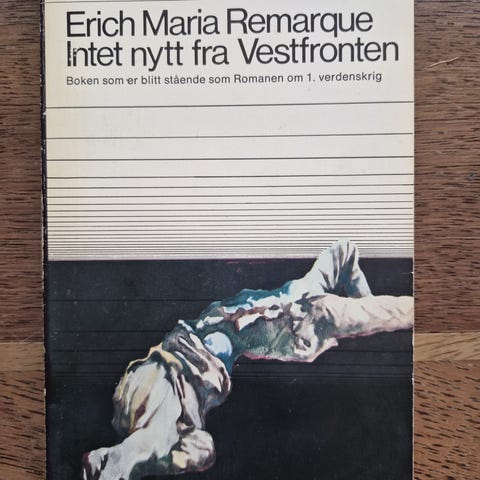 Erich Maria Remarque
Intet nytt fra Vestfronten
Boken som er blitt stående som Romanen om 1. verdenskrig